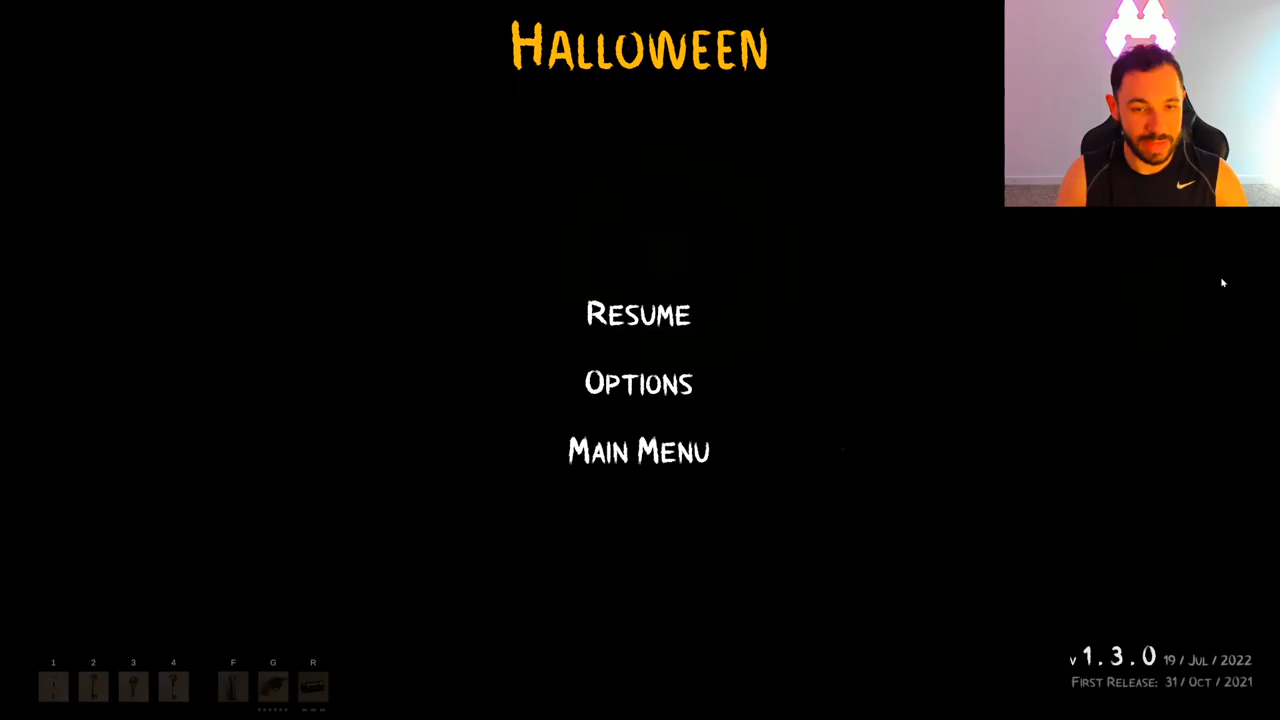 Halloween
Resume
Options
Main Menu
1 2 3 4 F G R
v 1.3.0 19 / Jul / 2022
First Release: 31 / Oct / 2021